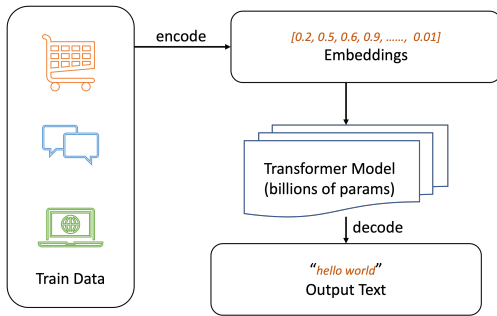 encode
[0.2, 0.5, 0.6, 0.9, ……, 0.01]
Embeddings
Transformer Model
(billions of params)
decode
Train Data
“hello world”
Output Text